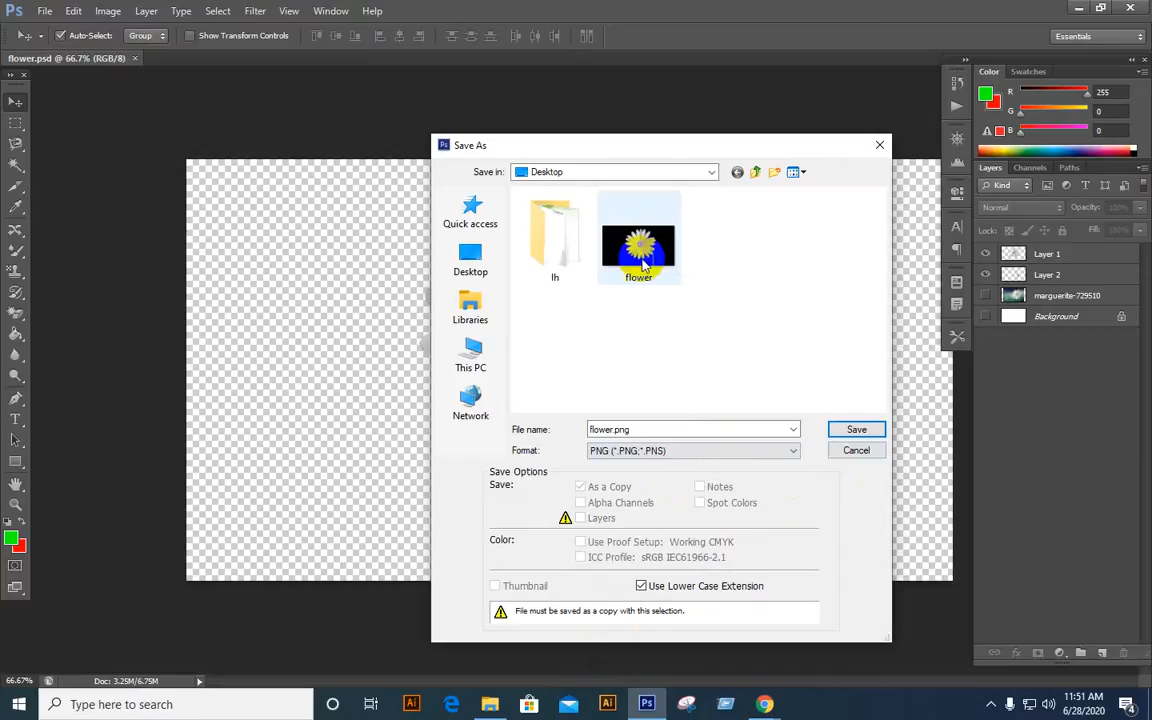 Ps File Edit Image Layer Type Select Filter View Window Help
Auto-Select: Group Show Transform Controls Essentials
flower.psd @ 66.7% (RGB/8) ×
Color Swatches
R 255
G 0
B 0
Layers Channels Paths
Kind
Normal Opacity: 100%
Lock: Fill: 100%
Layer 1
Layer 2
marguerite-729510
Background
Save As
Save in: Desktop
Quick access
Desktop
Libraries
This PC
Network
lh
flower
File name: flower.png Save
Format: PNG (*.PNG;*.PNS) Cancel
Save Options
Save: As a Copy Notes
Alpha Channels Spot Colors
Layers
Color: Use Proof Setup: Working CMYK
ICC Profile: sRGB IEC61966-2.1
Thumbnail Use Lower Case Extension
File must be saved as a copy with this selection.
66.67% Doc: 3.25M/6.75M
Type here to search
11:51 AM
6/28/2020
4